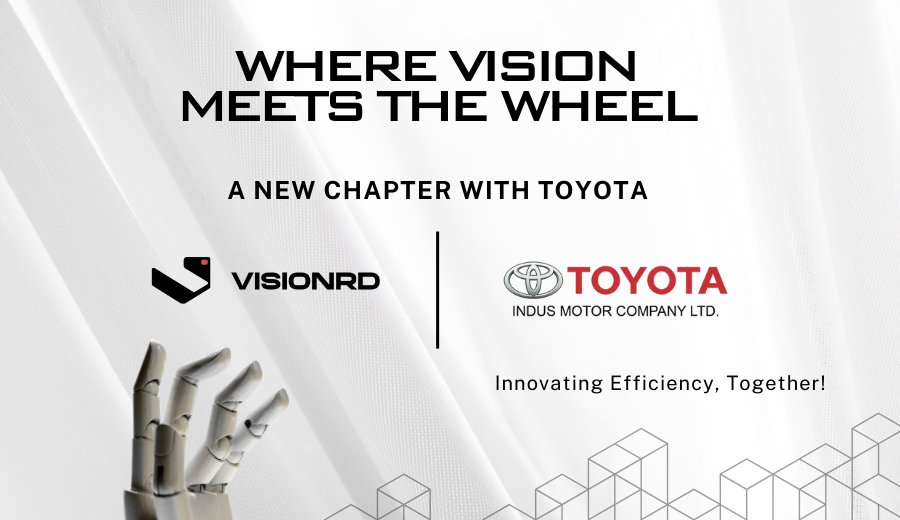 WHERE VISION
MEETS THE WHEEL
A NEW CHAPTER WITH TOYOTA
VISIONRD
TOYOTA
INDUS MOTOR COMPANY LTD.
Innovating Efficiency, Together!